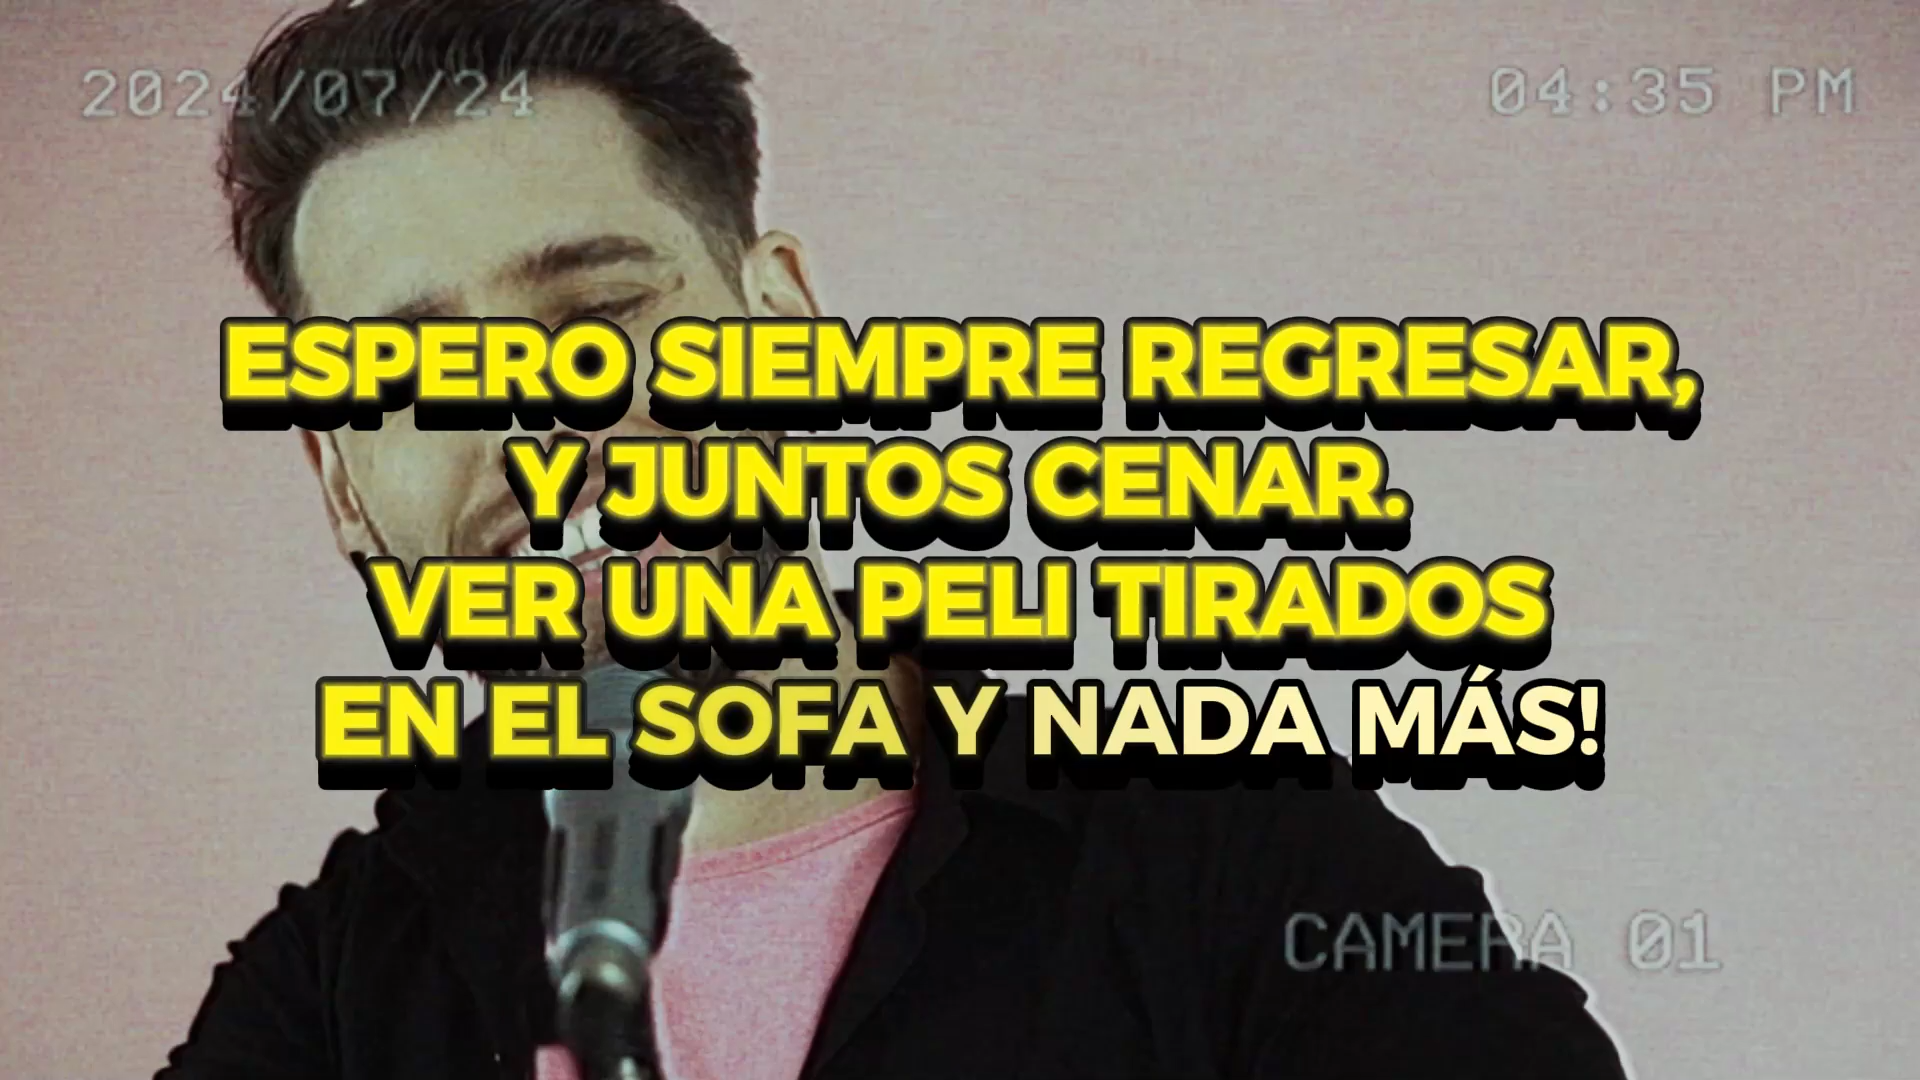 2024/07/24
04:35 PM
ESPERO SIEMPRE REGRESAR,
Y JUNTOS CENAR.
VER UNA PELI TIRADOS
EN EL SOFA Y NADA MÁS!
CAMERA 01